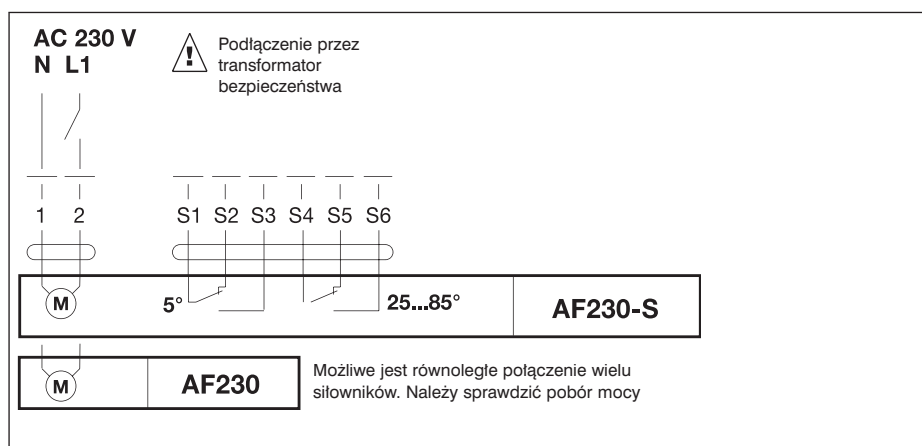 AC 230 V
N L1
Podłączenie przez
transformator
bezpieczeństwa
1 2 S1 S2 S3 S4 S5 S6
M 5° 25...85° AF230-S
M AF230
Możliwe jest równoległe połączenie wielu
siłowników. Należy sprawdzić pobór mocy